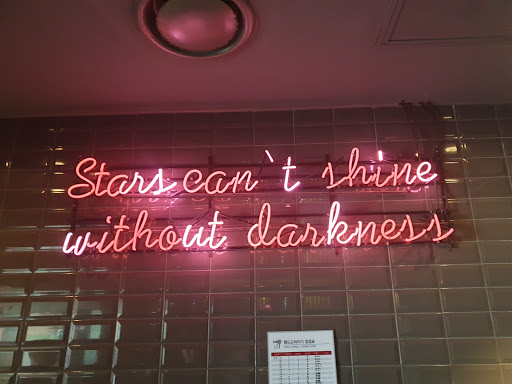 Stars can`t shine
without darkness